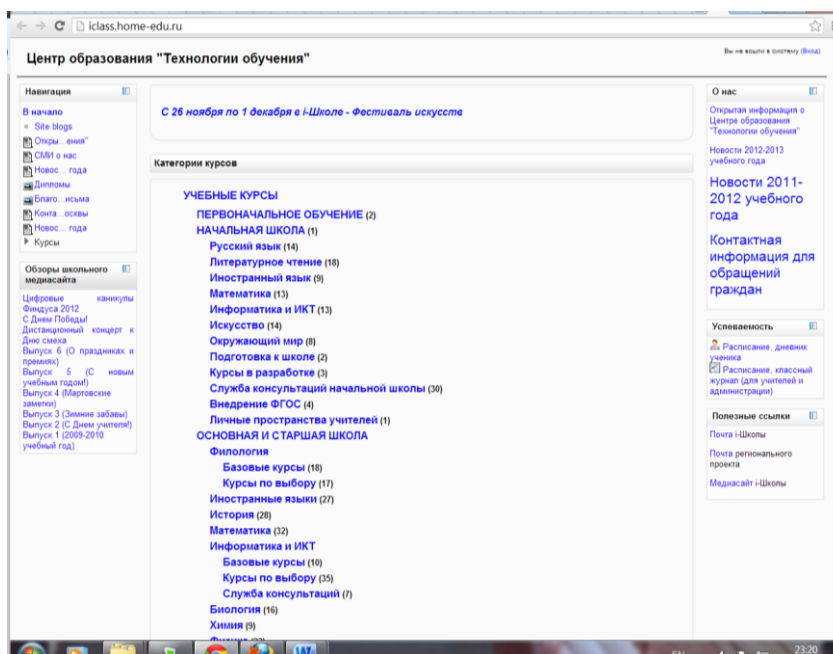 iclass.home-edu.ru
Центр образования "Технологии обучения"
Вы не вошли в систему (Вход)
Навигация
В начало
Site blogs
Откры...ения"
СМИ о нас
Новос... года
Дипломы
Благо...исьма
Конта...осквы
Новос... года
Курсы
Обзоры школьного
медиасайта
Цифровые каникулы
Финдуса 2012
С Днем Победы!
Дистанционный концерт к
Дню смеха
Выпуск 6 (О праздниках и
премиях)
Выпуск 5 (С новым
учебным годом!)
Выпуск 4 (Мартовские
заметки)
Выпуск 3 (Зимние забавы)
Выпуск 2 (С Днем учителя!)
Выпуск 1 (2009-2010
учебный год)
С 26 ноября по 1 декабря в i-Школе - Фестиваль искусств
Категории курсов
УЧЕБНЫЕ КУРСЫ
ПЕРВОНАЧАЛЬНОЕ ОБУЧЕНИЕ (2)
НАЧАЛЬНАЯ ШКОЛА (1)
Русский язык (14)
Литературное чтение (18)
Иностранный язык (9)
Математика (13)
Информатика и ИКТ (13)
Искусство (14)
Окружающий мир (8)
Подготовка к школе (2)
Курсы в разработке (3)
Служба консультаций начальной школы (30)
Внедрение ФГОС (4)
Личные пространства учителей (1)
ОСНОВНАЯ И СТАРШАЯ ШКОЛА
Филология
Базовые курсы (18)
Курсы по выбору (17)
Иностранные языки (27)
История (28)
Математика (32)
Информатика и ИКТ
Базовые курсы (10)
Курсы по выбору (35)
Служба консультаций (7)
Биология (16)
Химия (9)
О нас
Открытая информация о
Центре образования
"Технологии обучения"
Новости 2012-2013
учебного года
Новости 2011-
2012 учебного
года
Контактная
информация для
обращений
граждан
Успеваемость
Расписание, дневник
ученика
Расписание, классный
журнал (для учителей и
администрации)
Полезные ссылки
Почта i-Школы
Почта регионального
проекта
Медиасайт i-Школы
EN
23:20